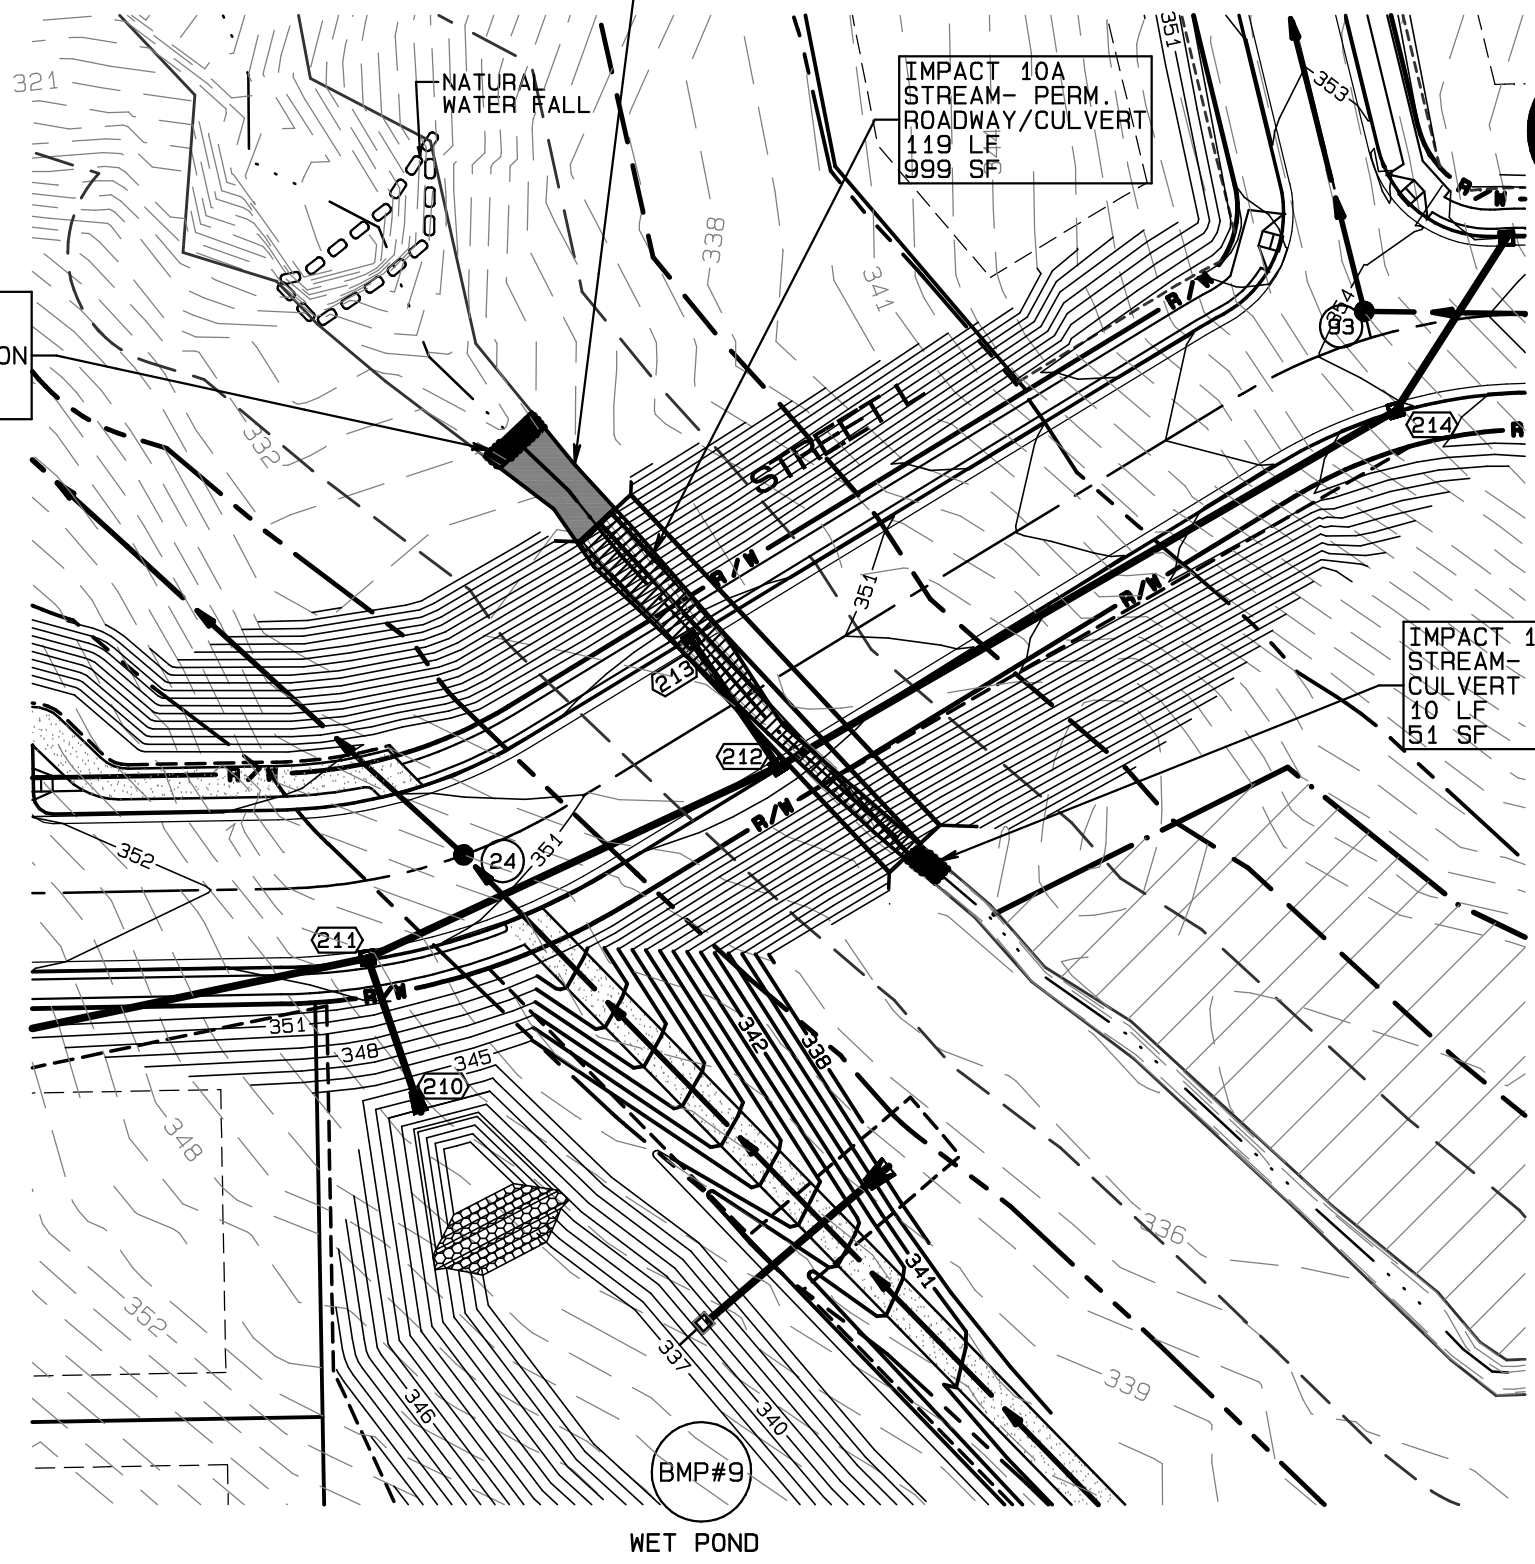 321
NATURAL
WATER FALL
IMPACT 10A
STREAM- PERM.
ROADWAY/CULVERT
119 LF
999 SF
351
353
R/W
338
341
R/W
354
93
ON
332
STREET L
214
R
R/W
351
R/W
213
IMPACT 1
STREAM-
CULVERT
10 LF
51 SF
212
R/W
R/W
352
24
351
211
R/W
351
348
345
342
338
210
348
336
341
352
337
339
346
340
BMP#9
WET POND